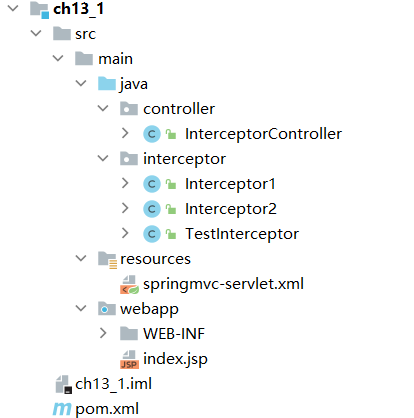 ch13_1
src
main
java
controller
InterceptorController
interceptor
Interceptor1
Interceptor2
TestInterceptor
resources
springmvc-servlet.xml
webapp
WEB-INF
index.jsp
ch13_1.iml
pom.xml